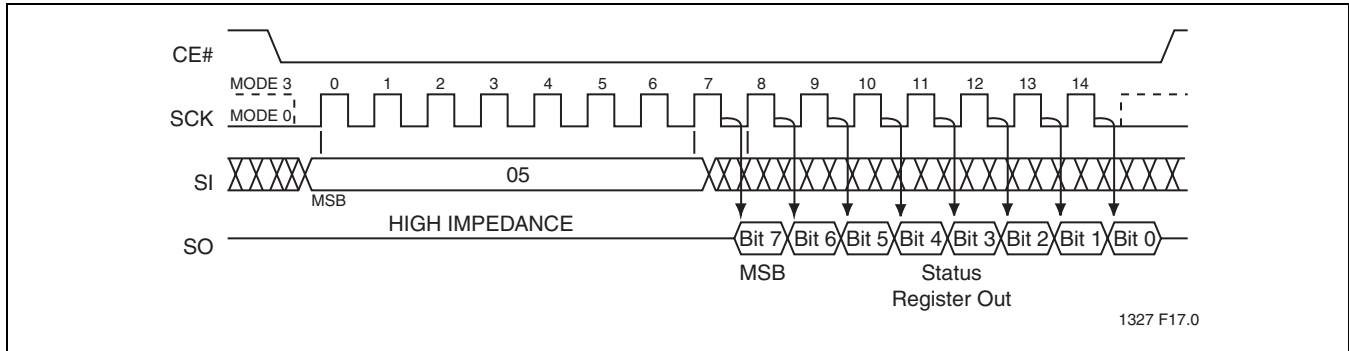 CE#
MODE 3 0 1 2 3 4 5 6 7 8 9 10 11 12 13 14
SCK MODE 0
SI 05
MSB
HIGH IMPEDANCE
SO Bit 7 Bit 6 Bit 5 Bit 4 Bit 3 Bit 2 Bit 1 Bit 0
MSB Status
Register Out
1327 F17.0